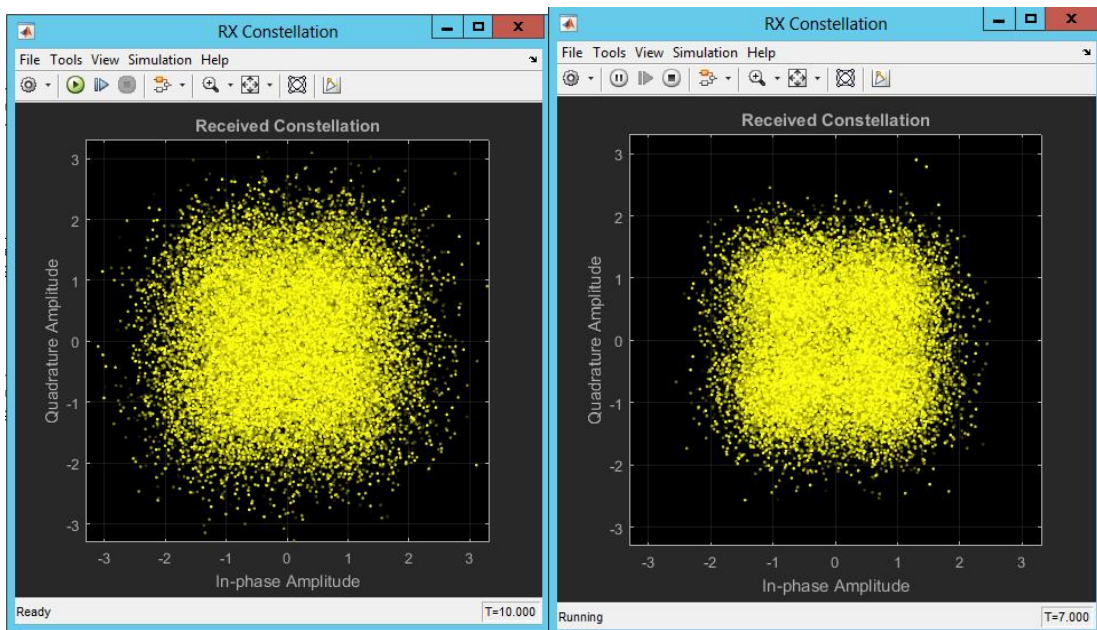 RX Constellation
File Tools View Simulation Help
Received Constellation
Quadrature Amplitude
3
2
1
0
-1
-2
-3
-3 -2 -1 0 1 2 3
In-phase Amplitude
Ready T=10.000
RX Constellation
File Tools View Simulation Help
Received Constellation
Quadrature Amplitude
3
2
1
0
-1
-2
-3
-3 -2 -1 0 1 2 3
In-phase Amplitude
Running T=7.000